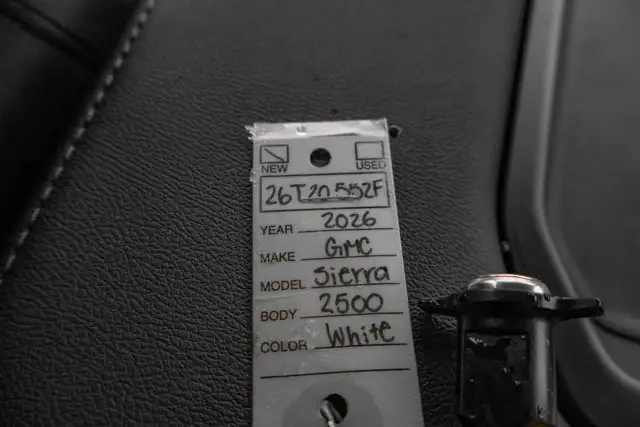 NEW USED
26T20552F
YEAR 2026
MAKE GMC
MODEL Sierra
BODY 2500
COLOR White